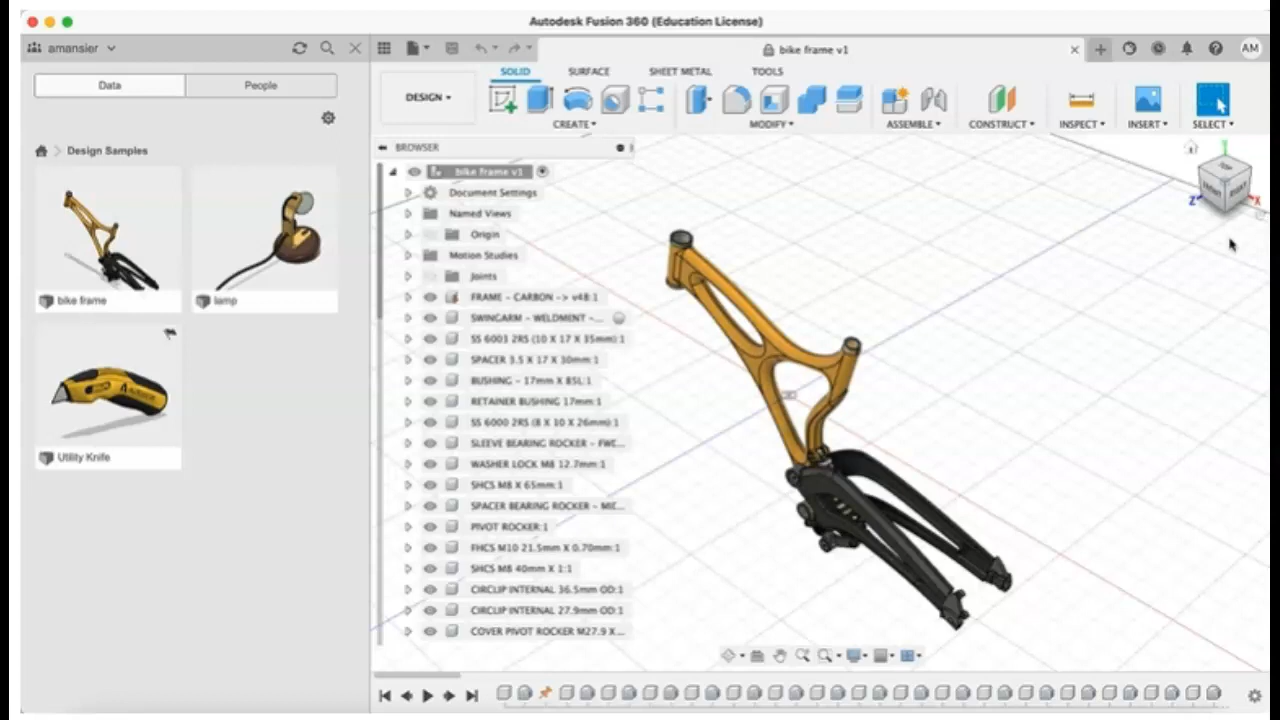 Autodesk Fusion 360 (Education License)
amansier
bike frame v1
AM
Data
People
Design Samples
bike frame
lamp
Utility Knife
DESIGN
SOLID
SURFACE
SHEET METAL
TOOLS
CREATE
MODIFY
ASSEMBLE
CONSTRUCT
INSPECT
INSERT
SELECT
BROWSER
bike frame v1
Document Settings
Named Views
Origin
Motion Studies
Joints
FRAME - CARBON -> v48:1
SWINGARM - WELDMENT -...
SS 6003 2RS (10 X 17 X 35mm):1
SPACER 3.5 X 17 X 30mm:1
BUSHING - 17mm X 85L:1
RETAINER BUSHING 17mm:1
SS 6000 2RS (8 X 10 X 26mm):1
SLEEVE BEARING ROCKER - FWE...
WASHER LOCK M8 12.7mm:1
SHCS M8 X 65mm:1
SPACER BEARING ROCKER - MIC...
PIVOT ROCKER:1
FHCS M10 21.5mm X 0.70mm:1
SHCS M8 40mm X 1:1
CIRCLIP INTERNAL 36.5mm OD:1
CIRCLIP INTERNAL 27.9mm OD:1
COVER PIVOT ROCKER M27.9 X...
Y
TOP
FRONT
RIGHT
Z
X